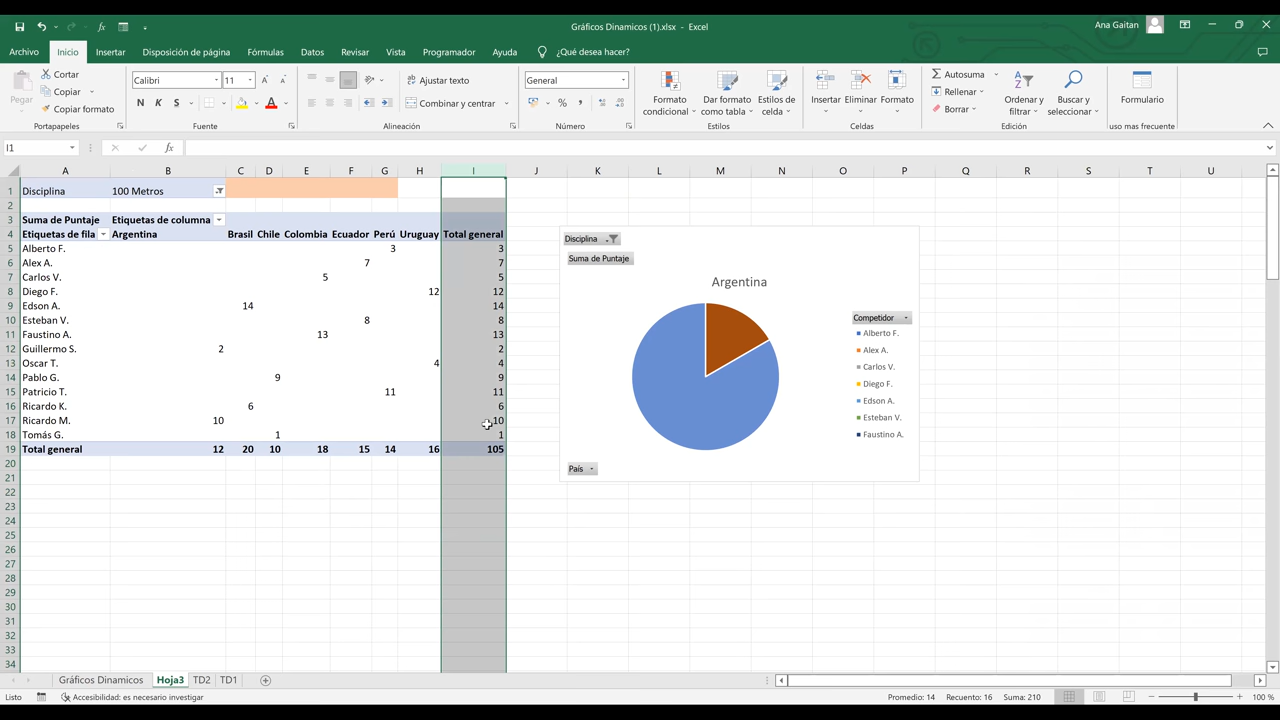 Gráficos Dinamicos (1).xlsx - Excel
Ana Gaitan
Archivo Inicio Insertar Disposición de página Fórmulas Datos Revisar Vista Programador Ayuda ¿Qué desea hacer?
Pegar
Cortar
Copiar
Copiar formato
Portapapeles
Calibri 11
N K S
Fuente
Ajustar texto
Combinar y centrar
Alineación
General
% 000
Número
Formato condicional
Dar formato como tabla
Estilos de celda
Estilos
Insertar Eliminar Formato
Celdas
Autosuma
Rellenar
Borrar
Ordenar y filtrar
Buscar y seleccionar
Edición
Formulario
uso mas frecuente
I1 fx
A B C D E F G H I J K L M N O P Q R S T U
1 Disciplina 100 Metros
2
3 Suma de Puntaje Etiquetas de columna
4 Etiquetas de fila Argentina Brasil Chile Colombia Ecuador Perú Uruguay Total general
5 Alberto F. 3 3
6 Alex A. 7 7
7 Carlos V. 5 5
8 Diego F. 12 12
9 Edson A. 14 14
10 Esteban V. 8 8
11 Faustino A. 13 13
12 Guillermo S. 2 2
13 Oscar T. 4 4
14 Pablo G. 9 9
15 Patricio T. 11 11
16 Ricardo K. 6 6
17 Ricardo M. 10 10
18 Tomás G. 1 1
19 Total general 12 20 10 18 15 14 16 105
20
21
22
23
24
25
26
27
28
29
30
31
32
33
34
Disciplina
Suma de Puntaje
Argentina
Competidor
Alberto F.
Alex A.
Carlos V.
Diego F.
Edson A.
Esteban V.
Faustino A.
País
Gráficos Dinamicos Hoja3 TD2 TD1
Listo Accesibilidad: es necesario investigar Promedio: 14 Recuento: 16 Suma: 210 100 %